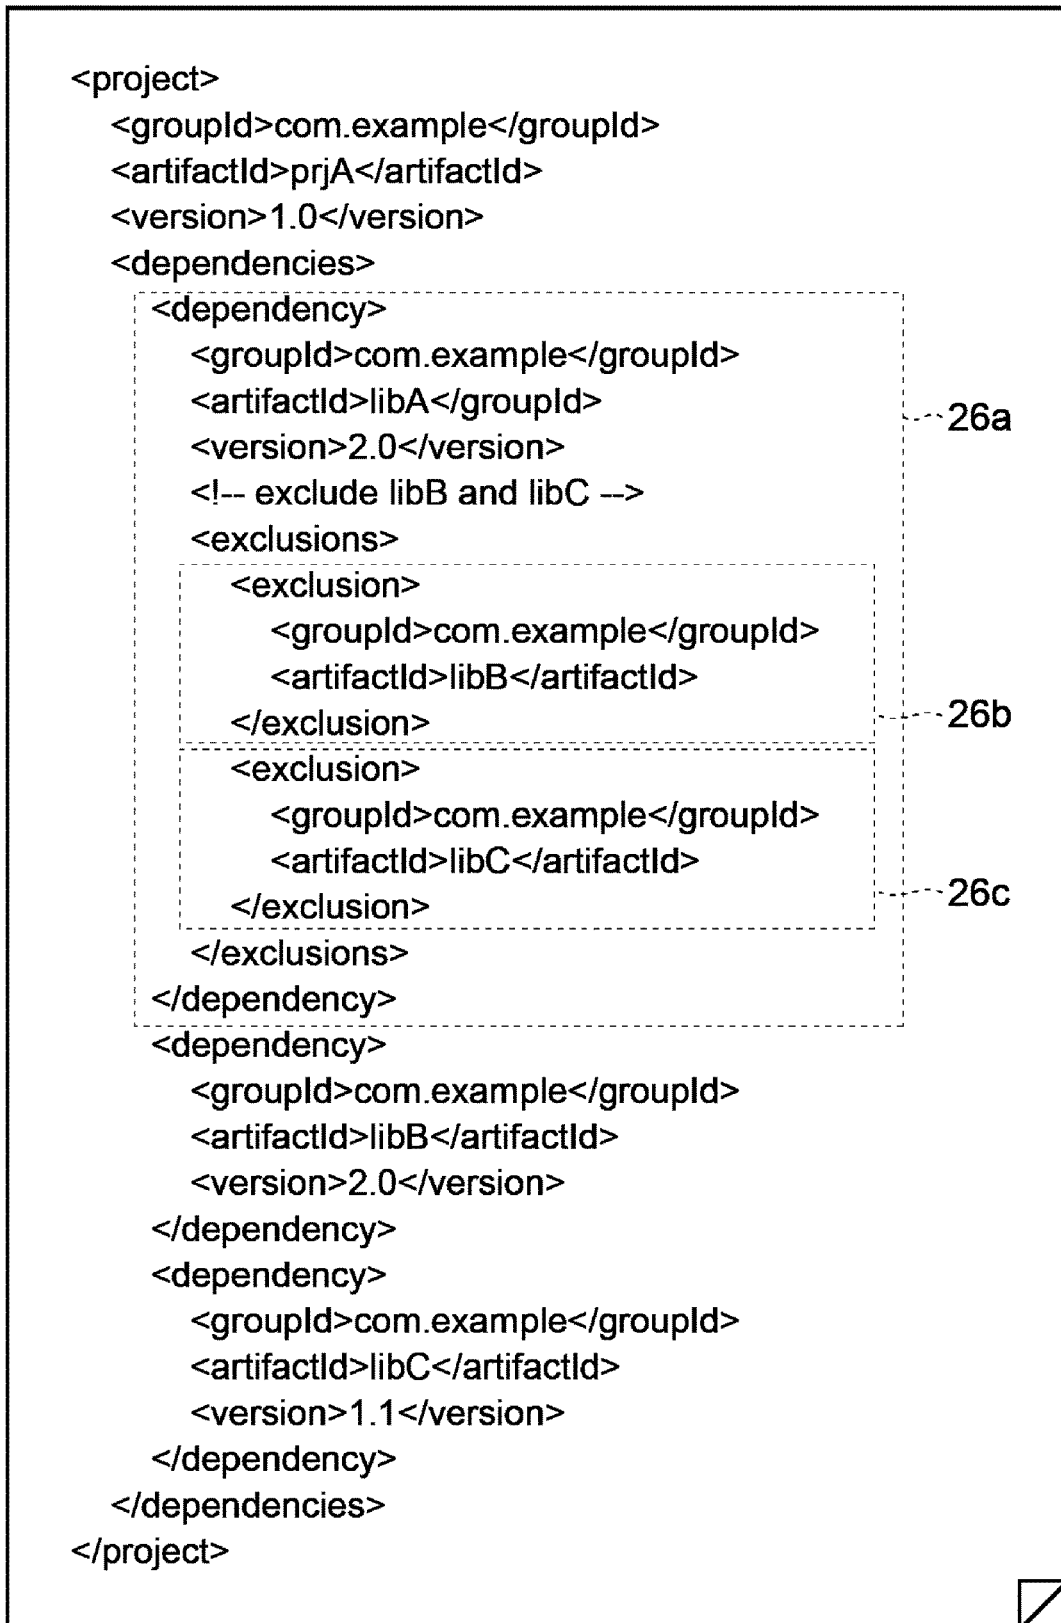 <project>
<groupId>com.example</groupId>
<artifactId>prjA</artifactId>
<version>1.0</version>
<dependencies>
<dependency>
<groupId>com.example</groupId>
<artifactId>libA</groupId>
<version>2.0</version>
<!-- exclude libB and libC -->
<exclusions>
<exclusion>
<groupId>com.example</groupId>
<artifactId>libB</artifactId>
</exclusion>
<exclusion>
<groupId>com.example</groupId>
<artifactId>libC</artifactId>
</exclusion>
</exclusions>
</dependency>
<dependency>
<groupId>com.example</groupId>
<artifactId>libB</artifactId>
<version>2.0</version>
</dependency>
<dependency>
<groupId>com.example</groupId>
<artifactId>libC</artifactId>
<version>1.1</version>
</dependency>
</dependencies>
</project>
26a
26b
26c